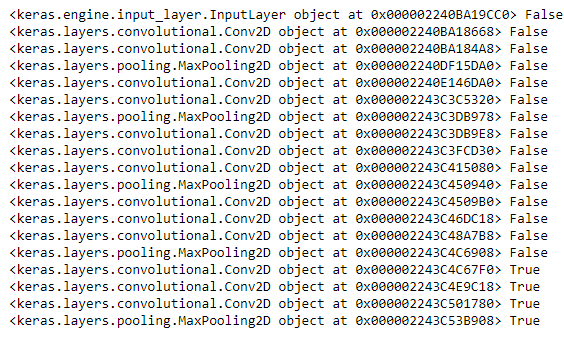 <keras.engine.input_layer.InputLayer object at 0x000002240BA19CC0> False
<keras.layers.convolutional.Conv2D object at 0x000002240BA18668> False
<keras.layers.convolutional.Conv2D object at 0x000002240BA184A8> False
<keras.layers.pooling.MaxPooling2D object at 0x000002240DF15DA0> False
<keras.layers.convolutional.Conv2D object at 0x000002240E146DA0> False
<keras.layers.convolutional.Conv2D object at 0x000002243C3C5320> False
<keras.layers.pooling.MaxPooling2D object at 0x000002243C3DB978> False
<keras.layers.convolutional.Conv2D object at 0x000002243C3DB9E8> False
<keras.layers.convolutional.Conv2D object at 0x000002243C3FCD30> False
<keras.layers.convolutional.Conv2D object at 0x000002243C415080> False
<keras.layers.pooling.MaxPooling2D object at 0x000002243C450940> False
<keras.layers.convolutional.Conv2D object at 0x000002243C4509B0> False
<keras.layers.convolutional.Conv2D object at 0x000002243C46DC18> False
<keras.layers.convolutional.Conv2D object at 0x000002243C48A7B8> False
<keras.layers.pooling.MaxPooling2D object at 0x000002243C4C6908> False
<keras.layers.convolutional.Conv2D object at 0x000002243C4C67F0> True
<keras.layers.convolutional.Conv2D object at 0x000002243C4E9C18> True
<keras.layers.convolutional.Conv2D object at 0x000002243C501780> True
<keras.layers.pooling.MaxPooling2D object at 0x000002243C53B908> True